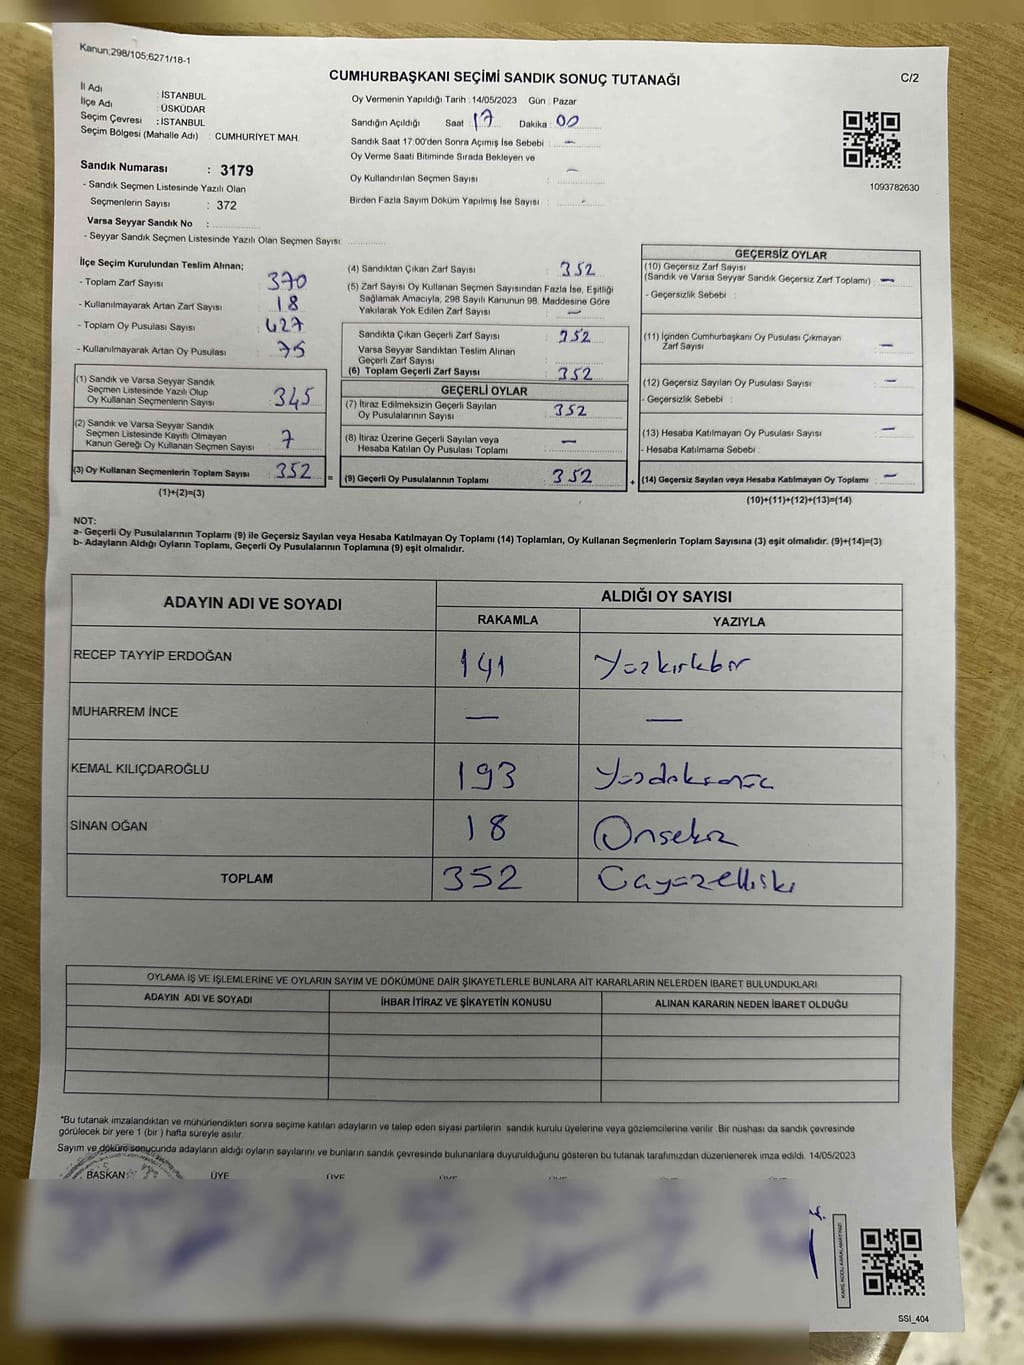 Kanun;298/105;6271/18-1
CUMHURBAŞKANI SEÇİMİ SANDIK SONUÇ TUTANAĞI
C/2
İl Adı : İSTANBUL
İlçe Adı : ÜSKÜDAR
Seçim Çevresi : İSTANBUL
Seçim Bölgesi (Mahalle Adı) : CUMHURİYET MAH.
Sandık Numarası : 3179
- Sandık Seçmen Listesinde Yazılı Olan
Seçmenlerin Sayısı : 372
Varsa Seyyar Sandık No :
- Seyyar Sandık Seçmen Listesinde Yazılı Olan Seçmen Sayısı:
Oy Vermenin Yapıldığı Tarih : 14/05/2023 Gün : Pazar
Sandığın Açıldığı Saat 17 Dakika : 00
Sandık Saat 17:00'den Sonra Açımış İse Sebebi : —
Oy Verme Saati Bitiminde Sırada Bekleyen ve
Oy Kullandırılan Seçmen Sayısı : —
Birden Fazla Sayım Döküm Yapılmış İse Sayısı : -
1093782630
İlçe Seçim Kurulundan Teslim Alınan;
- Toplam Zarf Sayısı : 370
- Kullanılmayarak Artan Zarf Sayısı : 18
- Toplam Oy Pusulası Sayısı : 427
- Kullanılmayarak Artan Oy Pusulası : 75
(1) Sandık ve Varsa Seyyar Sandık
Seçmen Listesinde Yazılı Olup
Oy Kullanan Seçmenlerin Sayısı : 345
(2) Sandık ve Varsa Seyyar Sandık
Seçmen Listesinde Kayıtlı Olmayan
Kanun Gereği Oy Kullanan Seçmen Sayısı : 7
(3) Oy Kullanan Seçmenlerin Toplam Sayısı : 352 =
(1)+(2)=(3)
(4) Sandıktan Çıkan Zarf Sayısı : 352
(5) Zarf Sayısı Oy Kullanan Seçmen Sayısından Fazla İse, Eşitliği
Sağlamak Amacıyla, 298 Sayılı Kanunun 98. Maddesine Göre
Yakılarak Yok Edilen Zarf Sayısı : —
Sandıkta Çıkan Geçerli Zarf Sayısı : 352
Varsa Seyyar Sandıktan Teslim Alınan
Geçerli Zarf Sayısı :
(6) Toplam Geçerli Zarf Sayısı : 352
GEÇERLİ OYLAR
(7) İtiraz Edilmeksizin Geçerli Sayılan
Oy Pusulalarının Sayısı : 352
(8) İtiraz Üzerine Geçerli Sayılan veya
Hesaba Katılan Oy Pusulası Toplamı : —
(9) Geçerli Oy Pusulalarının Toplamı : 352 +
GEÇERSİZ OYLAR
(10) Geçersiz Zarf Sayısı
(Sandık ve Varsa Seyyar Sandık Geçersiz Zarf Toplamı) : —
- Geçersizlik Sebebi :
(11) İçinden Cumhurbaşkanı Oy Pusulası Çıkmayan
Zarf Sayısı : —
(12) Geçersiz Sayılan Oy Pusulası Sayısı : —
- Geçersizlik Sebebi :
(13) Hesaba Katılmayan Oy Pusulası Sayısı : —
- Hesaba Katılmama Sebebi :
(14) Geçersiz Sayılan veya Hesaba Katılmayan Oy Toplamı : —
(10)+(11)+(12)+(13)=(14)
NOT:
a- Geçerli Oy Pusulalarının Toplamı (9) ile Geçersiz Sayılan veya Hesaba Katılmayan Oy Toplamı (14) Toplamları, Oy Kullanan Seçmenlerin Toplam Sayısına (3) eşit olmalıdır. (9)+(14)=(3)
b- Adayların Aldığı Oyların Toplamı, Geçerli Oy Pusulalarının Toplamına (9) eşit olmalıdır.
ADAYIN ADI VE SOYADI ALDIĞI OY SAYISI
RAKAMLA YAZIYLA
RECEP TAYYİP ERDOĞAN 141 Yüzkırkbir
MUHARREM İNCE — —
KEMAL KILIÇDAROĞLU 193 Yüzdoksanüç
SİNAN OĞAN 18 Onsekiz
TOPLAM 352 Üçyüzelliiki
OYLAMA İŞ VE İŞLEMLERİNE VE OYLARIN SAYIM VE DÖKÜMÜNE DAİR ŞİKAYETLERLE BUNLARA AİT KARARLARIN NELERDEN İBARET BULUNDUKLARI
ADAYIN ADI VE SOYADI İHBAR İTİRAZ VE ŞİKAYETİN KONUSU ALINAN KARARIN NEDEN İBARET OLDUĞU
*Bu tutanak imzalandıktan ve mühürlendikten sonra seçime katılan adayların ve talep eden siyasi partilerin sandık kurulu üyelerine veya gözlemcilerine verilir. Bir nüshası da sandık çevresinde
görülecek bir yere 1 (bir ) hafta süreyle asılır.
Sayım ve döküm sonucunda adayların aldığı oyların sayılarını ve bunların sandık çevresinde bulunanlara duyurulduğunu gösteren bu tutanak tarafımızdan düzenlenerek imza edildi. 14/05/2023
BAŞKAN ÜYE ÜYE ÜYE ÜYE
SSİ_404